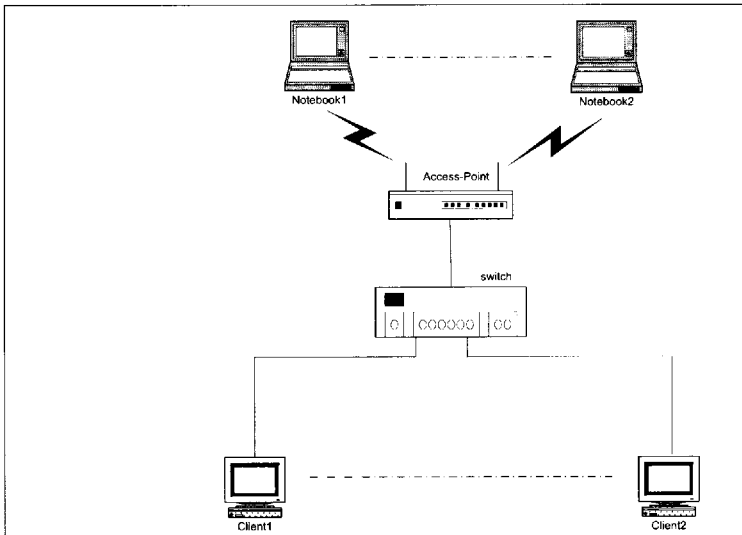 Notebook1
Notebook2
Access-Point
switch
Client1
Client2